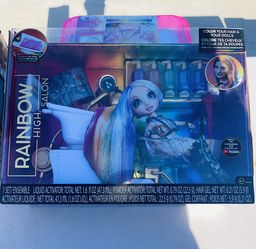 COLOR YOUR HAIR &
YOUR DOLLS
COLORE TES CHEVEUX
ET CEUX DE TA POUPÉE
RAINBOW
HIGH SALON
YouTube
1 SET/ENSEMBLE LIQUID ACTIVATOR TOTAL NET: 1.6 fl OZ (47.3 mL) POWDER ACTIVATOR TOTAL NET WT: 0.79 OZ (22.5 g), HAIR GEL: NET WT: 0.21 OZ (5.9 g)
ACTIVATEUR LIQUIDE: NET TOTAL 47,3 mL (1,6 OZ LIQ.), ACTIVATEUR EN POUDRE: POIDS NET TOTAL: 22,5 g (0,79 OZ), GEL COIFFANT: POIDS NET : 5,9 g (0,21 OZ)